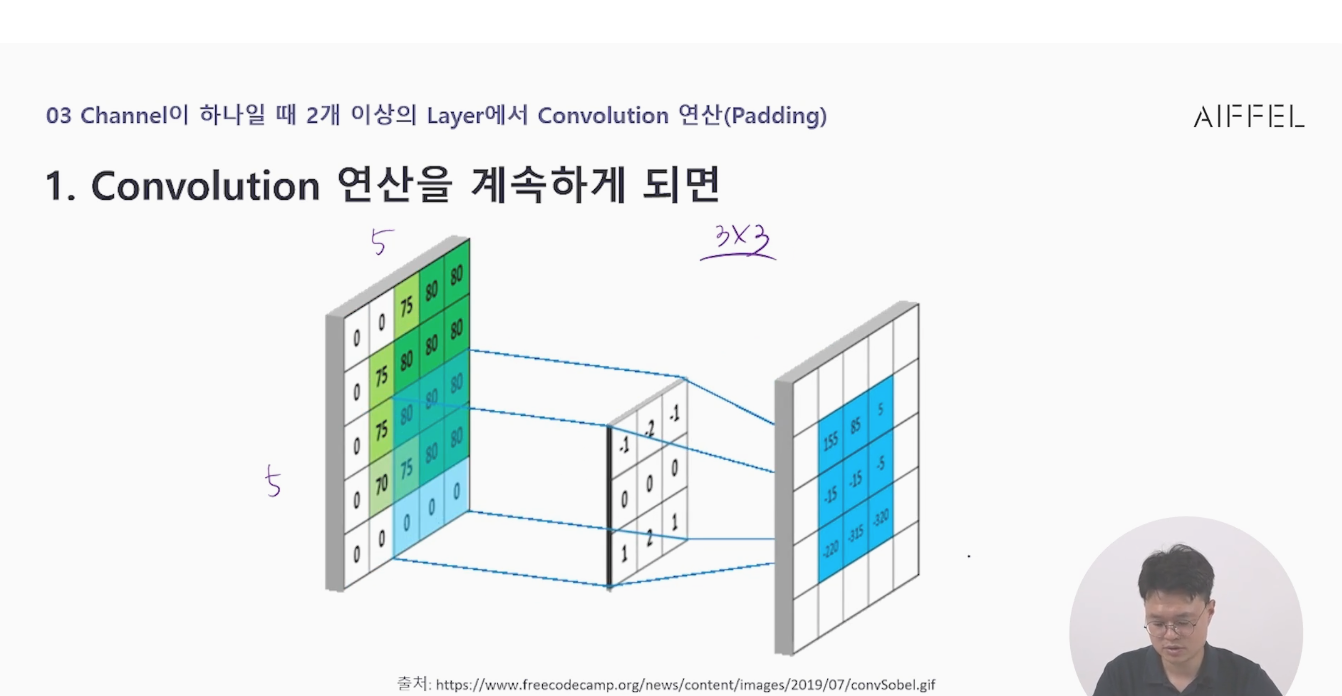 03 Channel이 하나일 때 2개 이상의 Layer에서 Convolution 연산(Padding)
AIFFEL
1. Convolution 연산을 계속하게 되면
5
3X3
5
0 0 75 80 80
0 75 80 80 80
0 75 80 80 80
0 70 75 80 80
0 0 0 0 0
-1 -2 -1
0 0 0
1 2 1
155 85 5
-15 -15 -5
-220 -315 -320
출처: https://www.freecodecamp.org/news/content/images/2019/07/convSobel.gif